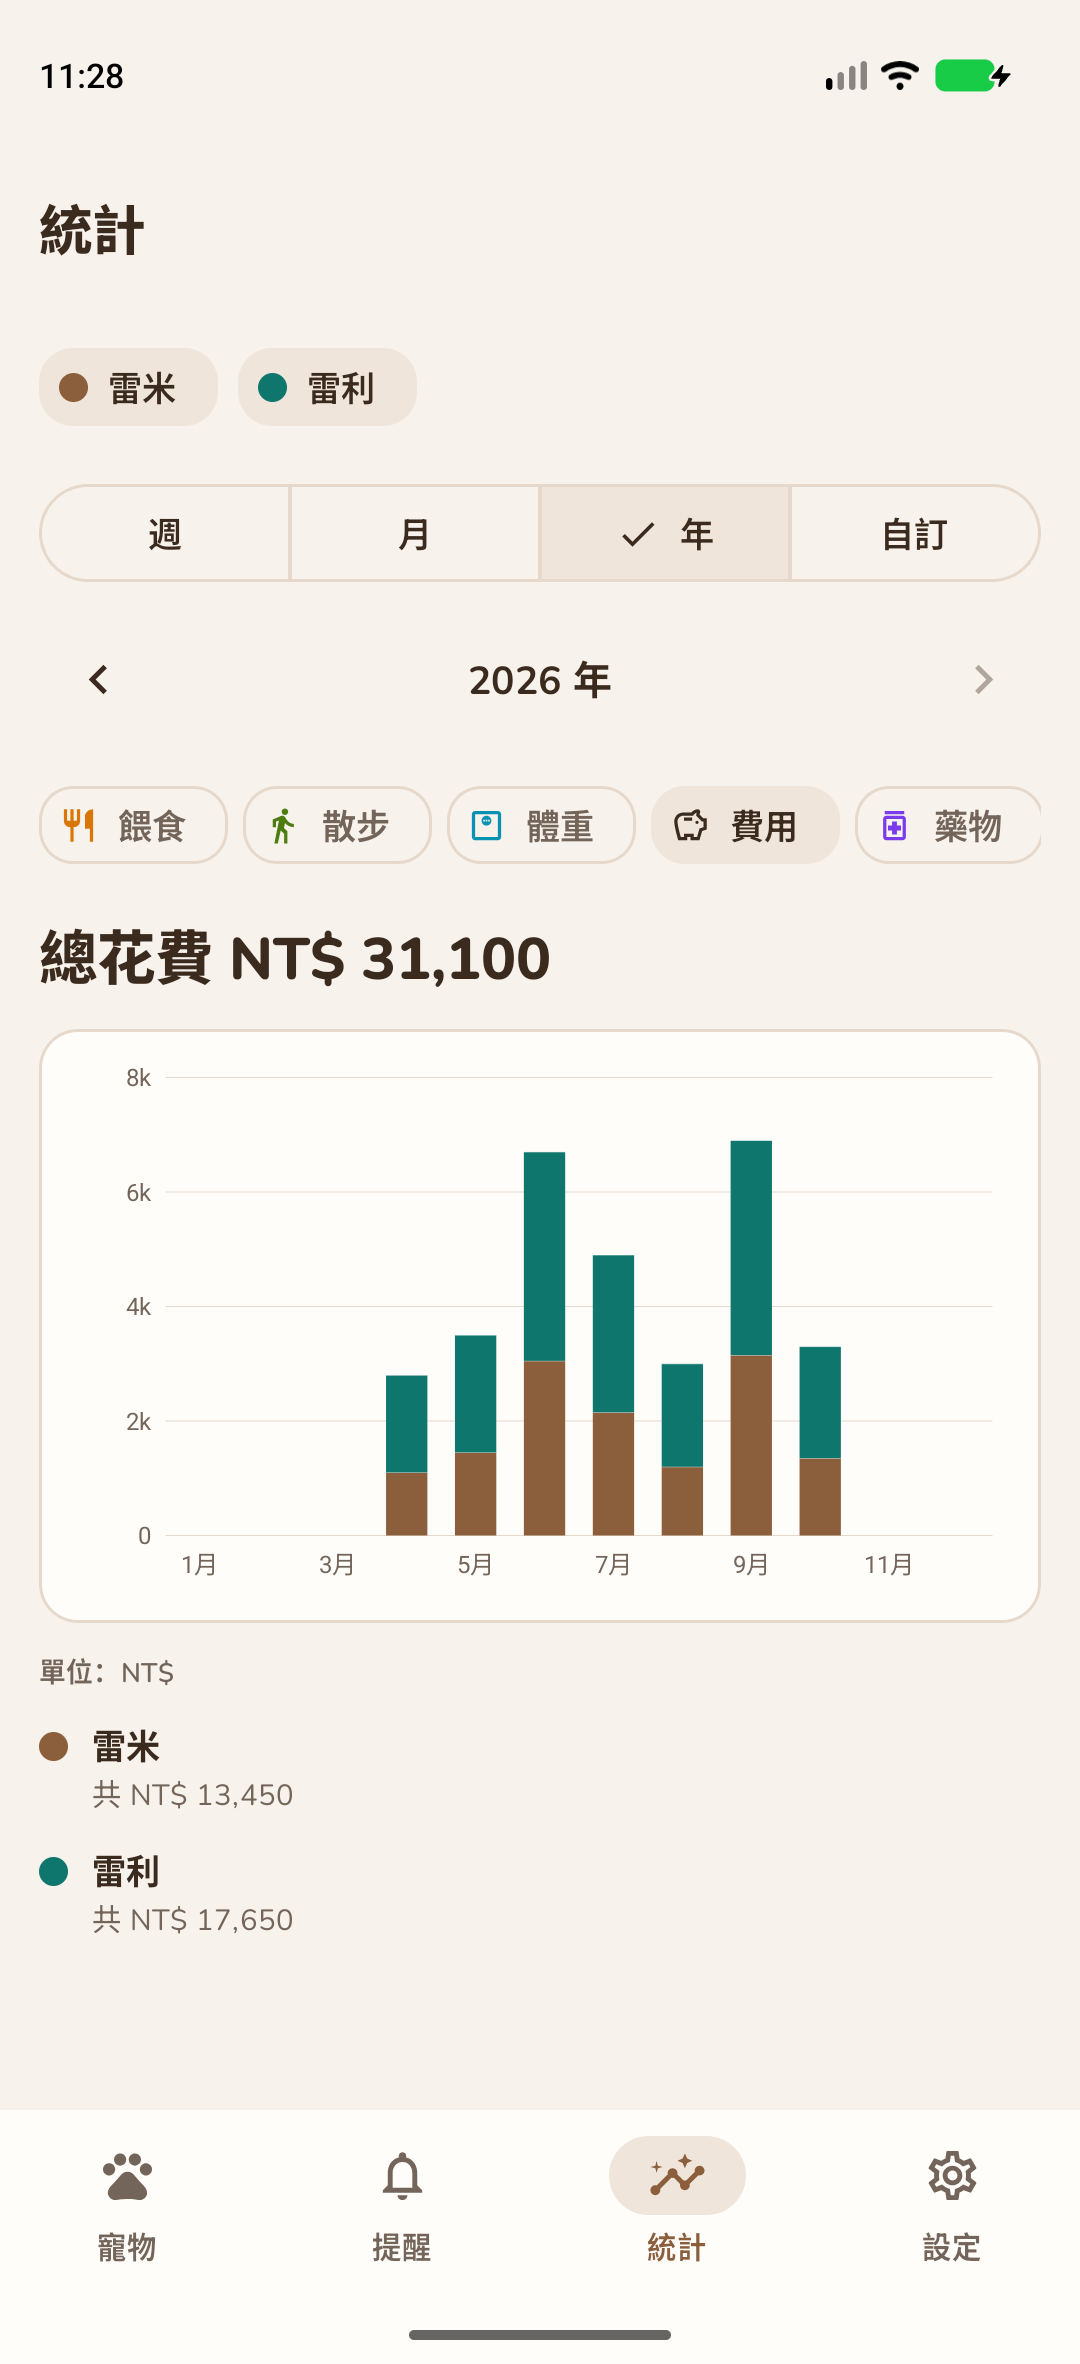 11:28
統計
雷米 雷利
週 月 年 自訂
2026 年
餵食 散步 體重 費用 藥物
總花費 NT$ 31,100
8k
6k
4k
2k
0
1月 3月 5月 7月 9月 11月
單位：NT$
雷米
共 NT$ 13,450
雷利
共 NT$ 17,650
寵物 提醒 統計 設定